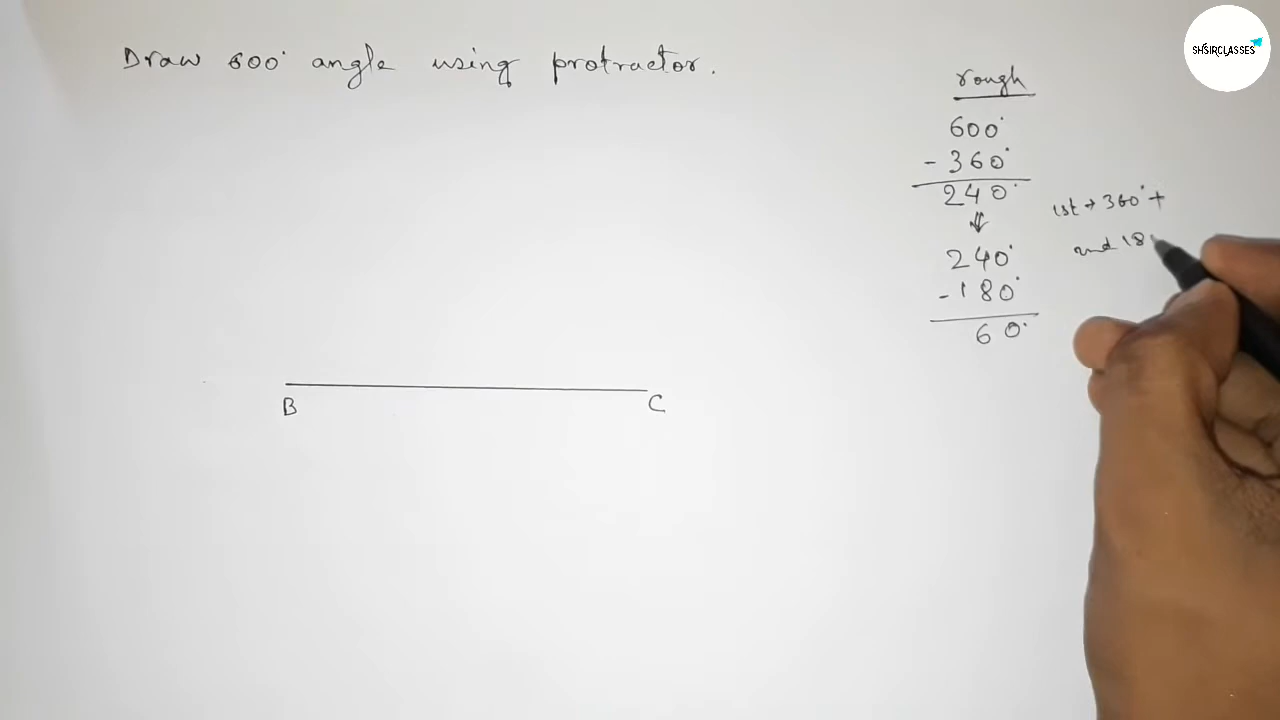 Draw 600° angle using protractor.
SHSIRCLASSES
rough
600°
- 360°
240°
1st → 360° +
240°
2nd 18
- 180°
60°
B
C